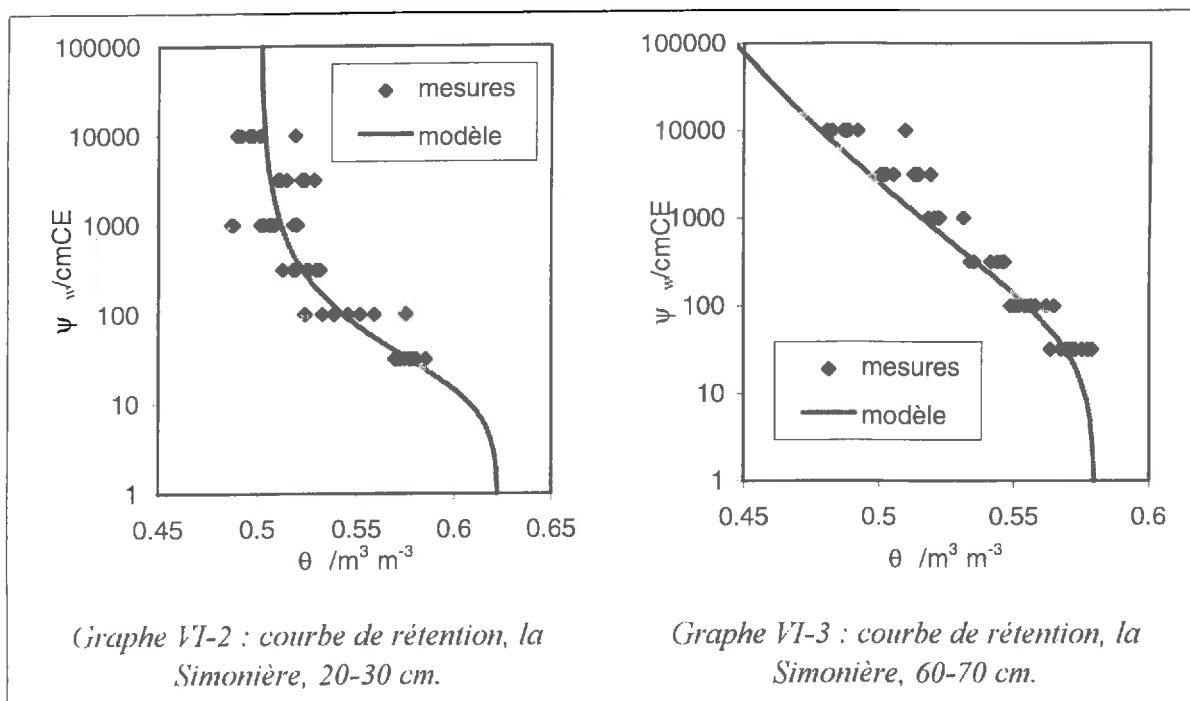 100000
10000
1000
100
10
1
ψ w/cmCE
mesures
modèle
0.45 0.5 0.55 0.6 0.65
θ /m³ m⁻³
Graphe VI-2 : courbe de rétention, la
Simonière, 20-30 cm.
100000
10000
1000
100
10
1
ψ w/cmCE
mesures
modèle
0.45 0.5 0.55 0.6
θ /m³ m⁻³
Graphe VI-3 : courbe de rétention, la
Simonière, 60-70 cm.